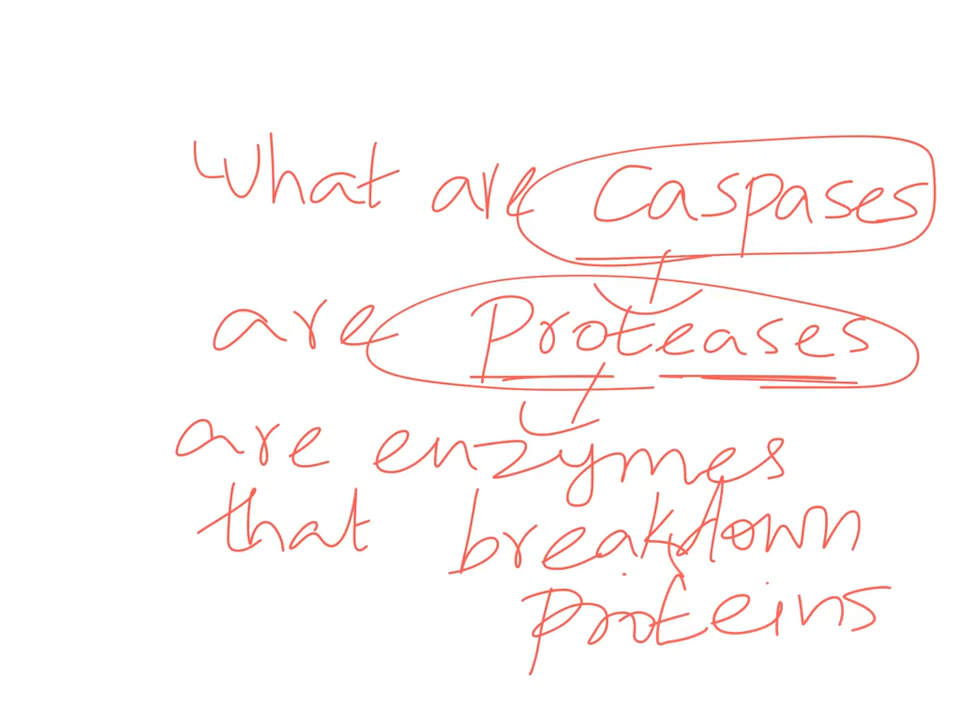 What are Caspases
are Proteases
are enzymes
that breakdown
proteins